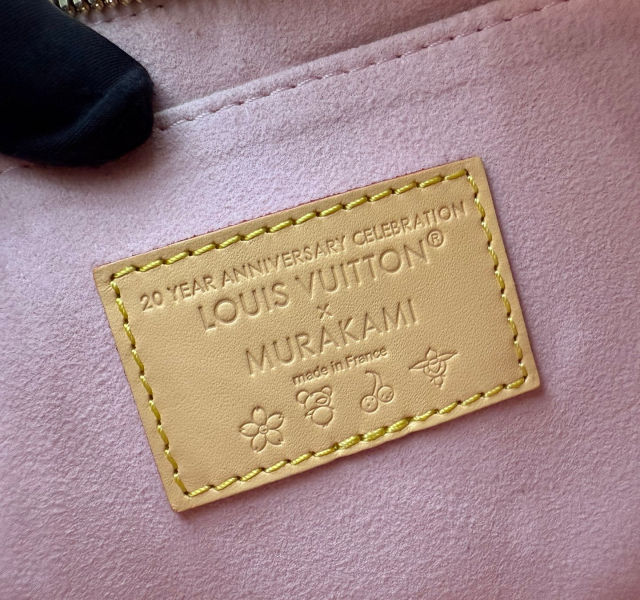 20 YEAR ANNIVERSARY CELEBRATION
LOUIS VUITTON®
×
MURAKAMI
made in France